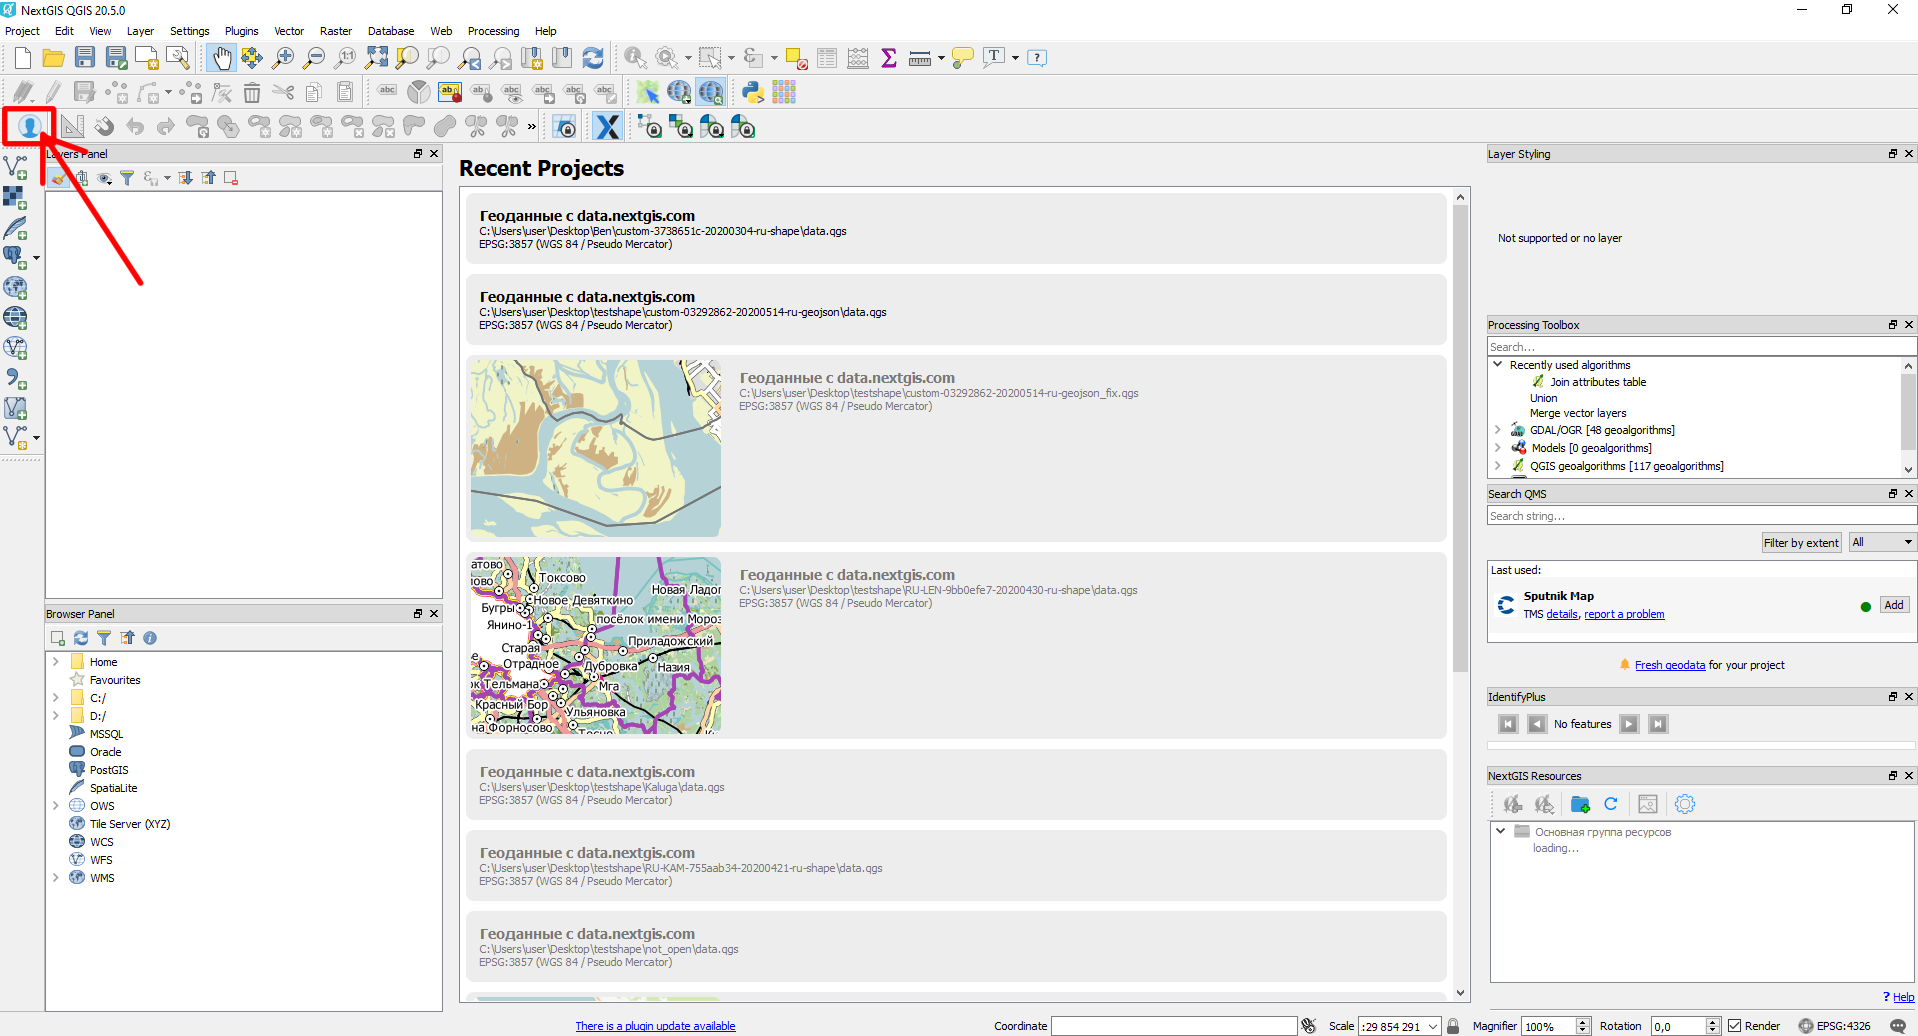 NextGIS QGIS 20.5.0
Project Edit View Layer Settings Plugins Vector Raster Database Web Processing Help
Layers Panel
Recent Projects
Геоданные с data.nextgis.com
C:\Users\user\Desktop\Ben\custom-3738651c-20200304-ru-shape\data.qgs
EPSG:3857 (WGS 84 / Pseudo Mercator)
Геоданные с data.nextgis.com
C:\Users\user\Desktop\testshape\custom-03292862-20200514-ru-geojson\data.qgs
EPSG:3857 (WGS 84 / Pseudo Mercator)
Геоданные с data.nextgis.com
C:\Users\user\Desktop\testshape\custom-03292862-20200514-ru-geojson_fix.qgs
EPSG:3857 (WGS 84 / Pseudo Mercator)
атово
Токсово
лово
Новая Ладог
Бугры
Новое Девяткино
Янино-1
посёлок имени Мороз
Старая
Приладожский
Отрадное
Дубровка
Назия
ок Тельмана
Мга
Красный Бор
Ульяновка
на Форносово
Тосно
Геоданные с data.nextgis.com
C:\Users\user\Desktop\testshape\RU-LEN-9bb0efe7-20200430-ru-shape\data.qgs
EPSG:3857 (WGS 84 / Pseudo Mercator)
Геоданные с data.nextgis.com
C:\Users\user\Desktop\testshape\Kaluga\data.qgs
EPSG:3857 (WGS 84 / Pseudo Mercator)
Геоданные с data.nextgis.com
C:\Users\user\Desktop\testshape\RU-KAM-755aab34-20200421-ru-shape\data.qgs
EPSG:3857 (WGS 84 / Pseudo Mercator)
Геоданные с data.nextgis.com
C:\Users\user\Desktop\testshape\not_open\data.qgs
EPSG:3857 (WGS 84 / Pseudo Mercator)
Browser Panel
Home
Favourites
C:/
D:/
MSSQL
Oracle
PostGIS
SpatiaLite
OWS
Tile Server (XYZ)
WCS
WFS
WMS
Layer Styling
Not supported or no layer
Processing Toolbox
Search...
Recently used algorithms
Join attributes table
Union
Merge vector layers
GDAL/OGR [48 geoalgorithms]
Models [0 geoalgorithms]
QGIS geoalgorithms [117 geoalgorithms]
Search QMS
Search string...
Filter by extent All
Last used:
Sputnik Map
TMS details, report a problem
Add
Fresh geodata for your project
IdentifyPlus
No features
NextGIS Resources
Основная группа ресурсов
loading...
? Help
There is a plugin update available Coordinate Scale :29 854 291 Magnifier 100% Rotation 0,0 Render EPSG:4326